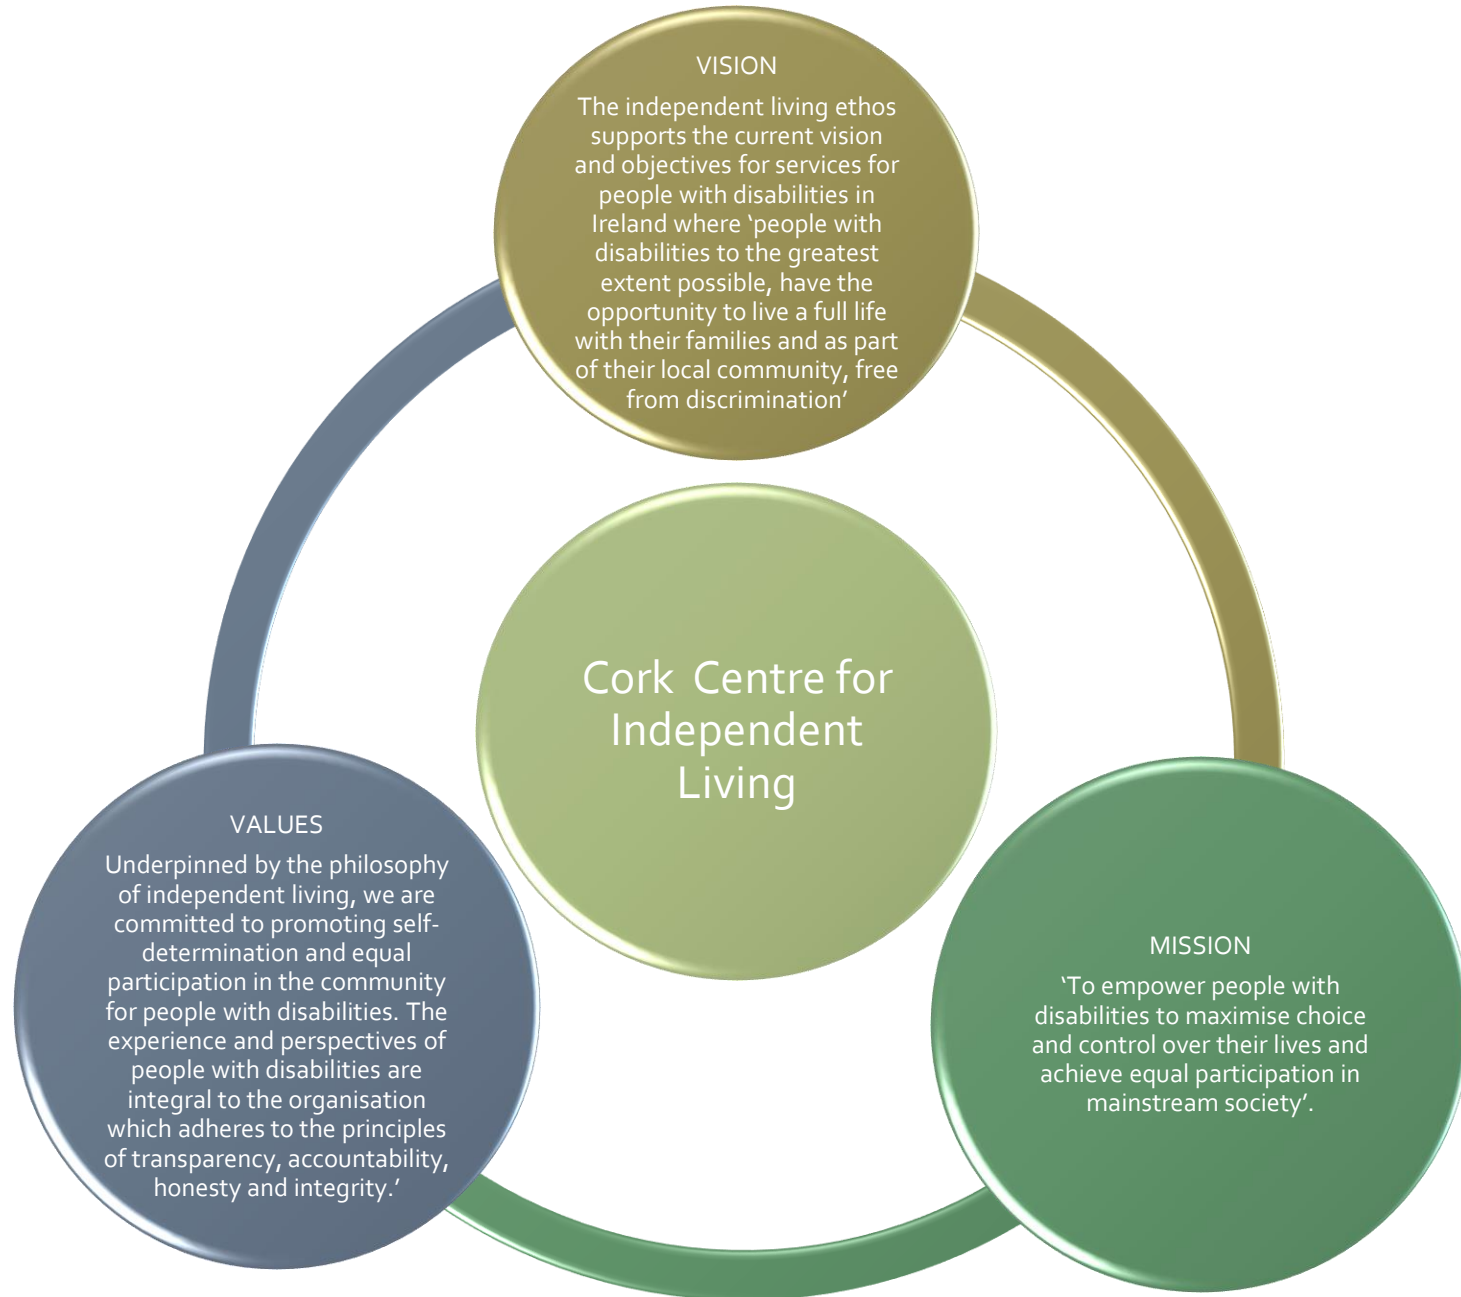 VISION
The independent living ethos
supports the current vision
and objectives for services for
people with disabilities in
Ireland where ‘people with
disabilities to the greatest
extent possible, have the
opportunity to live a full life
with their families and as part
of their local community, free
from discrimination’
Cork  Centre for
Independent
Living
VALUES
Underpinned by the philosophy
of independent living, we are
committed to promoting self-
determination and equal
participation in the community
for people with disabilities. The
experience and perspectives of
people with disabilities are
integral to the organisation
which adheres to the principles
of transparency, accountability,
honesty and integrity.’
MISSION
‘To empower people with
disabilities to maximise choice
and control over their lives and
achieve equal participation in
mainstream society’.